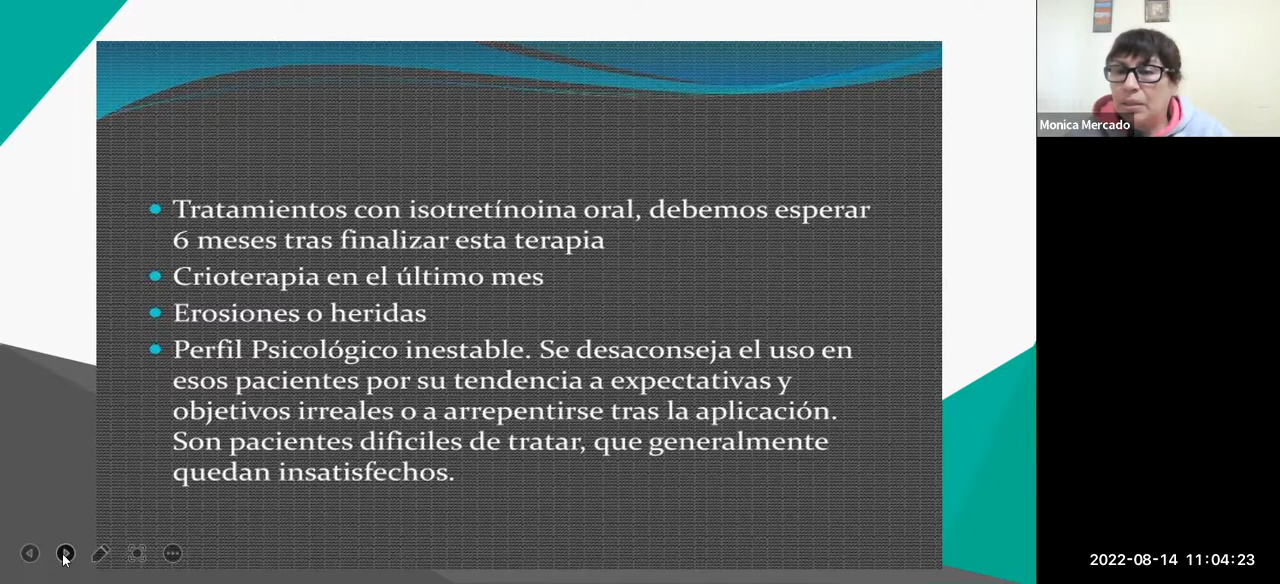 Tratamientos con isotretínoina oral, debemos esperar
6 meses tras finalizar esta terapia
Crioterapia en el último mes
Erosiones o heridas
Perfil Psicológico inestable. Se desaconseja el uso en
esos pacientes por su tendencia a expectativas y
objetivos irreales o a arrepentirse tras la aplicación.
Son pacientes dificiles de tratar, que generalmente
quedan insatisfechos.
Monica Mercado
2022-08-14 11:04:23